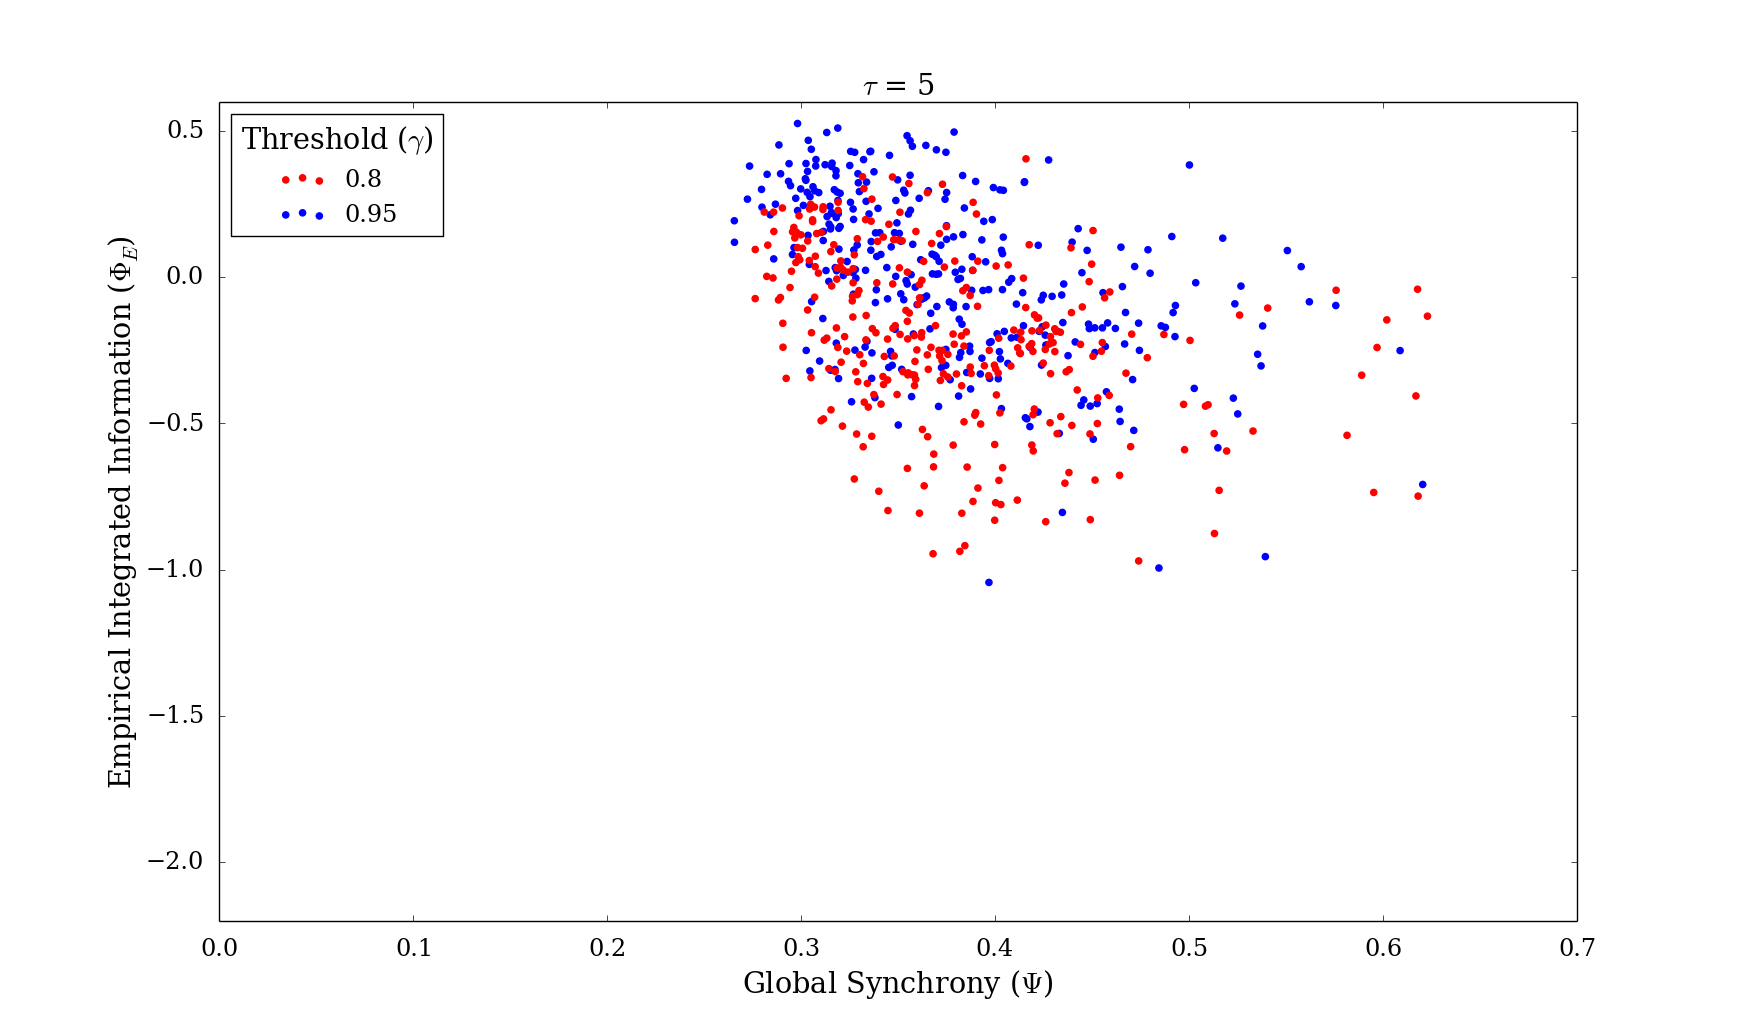 τ = 5
Threshold (γ)
0.8
0.95
Empirical Integrated Information (Φ_E)
0.5
0.0
−0.5
−1.0
−1.5
−2.0
0.0 0.1 0.2 0.3 0.4 0.5 0.6 0.7
Global Synchrony (Ψ)